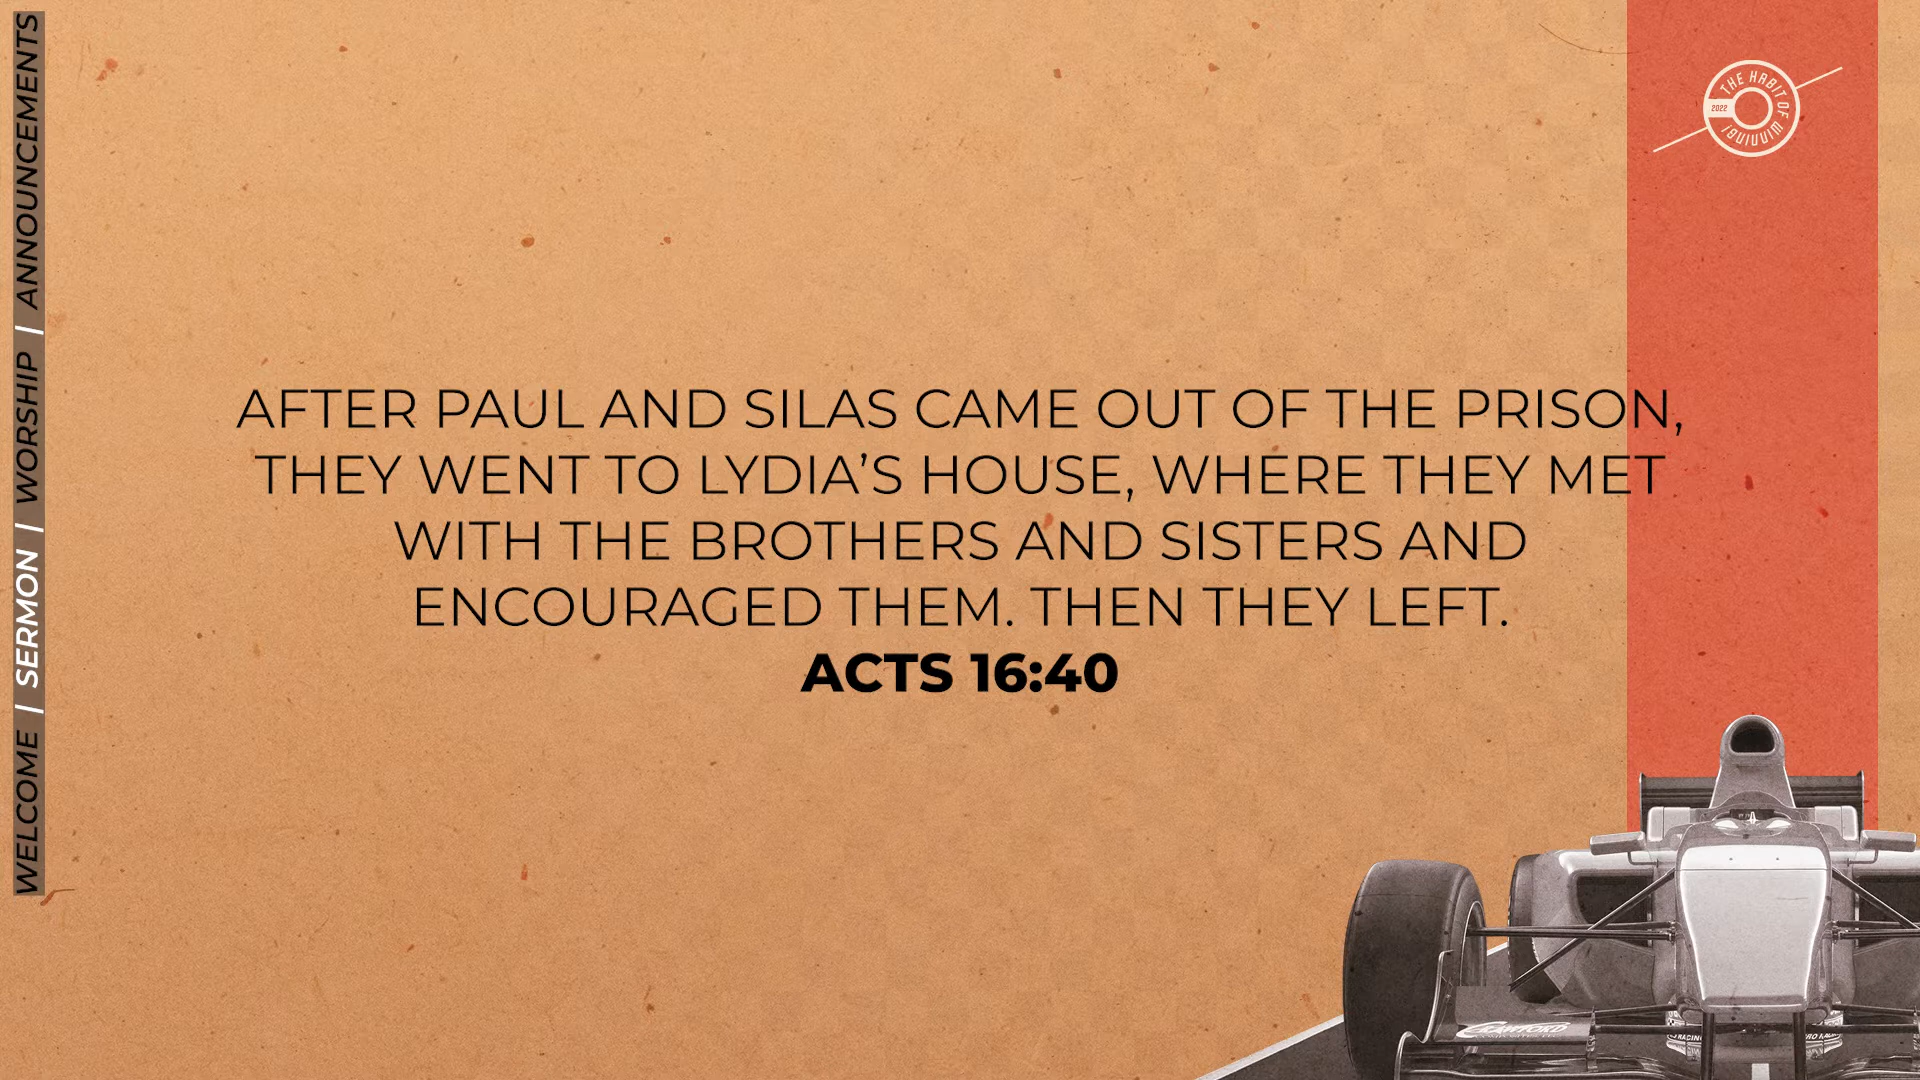 WELCOME | SERMON | WORSHIP | ANNOUNCEMENTS
THE HABIT OF WINNING!
2022
AFTER PAUL AND SILAS CAME OUT OF THE PRISON,
THEY WENT TO LYDIA’S HOUSE, WHERE THEY MET
WITH THE BROTHERS AND SISTERS AND
ENCOURAGED THEM. THEN THEY LEFT.
ACTS 16:40
CRAWFORD
RACING